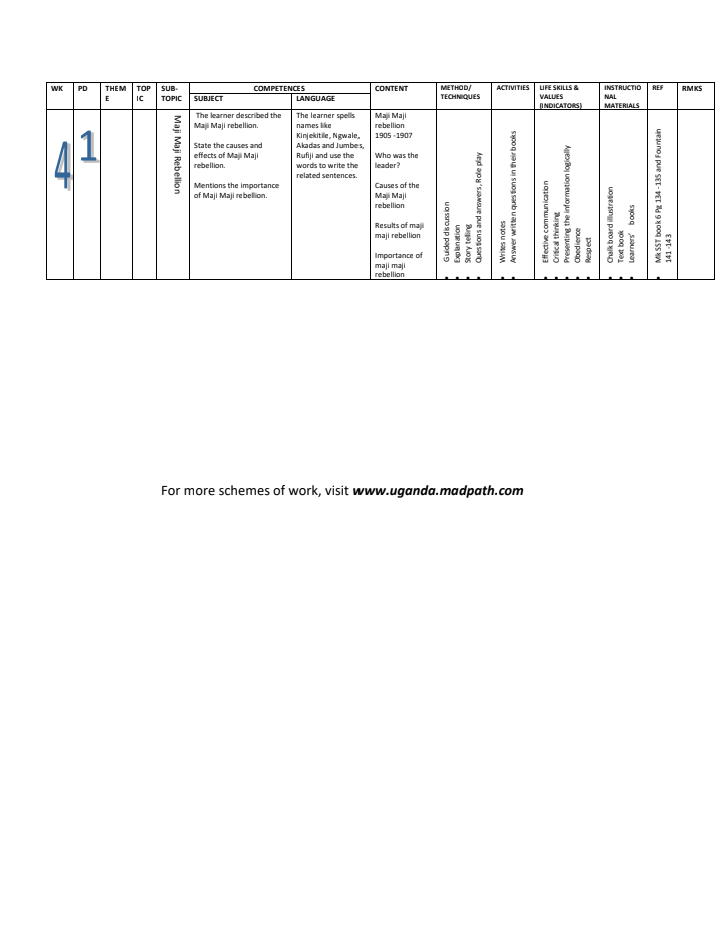 WK
PD
THEM
E
TOP
IC
SUB-
TOPIC
COMPETENCES
SUBJECT
LANGUAGE
CONTENT
METHOD/
TECHNIQUES
ACTIVITIES
LIFE SKILLS &
VALUES
(INDICATORS)
INSTRUCTIO
NAL
MATERIALS
REF
RMKS
4
1
Maji Maji Rebellion
The learner described the
Maji Maji rebellion.
State the causes and
effects of Maji Maji
rebellion.
Mentions the importance
of Maji Maji rebellion.
The learner spells
names like
Kinjekitile, Ngwale,,
Akadas and Jumbes,
Rufiji and use the
words to write the
related sentences.
Maji Maji
rebellion
1905 -1907
Who was the
leader?
Causes of the
Maji Maji
rebellion
Results of maji
maji rebellion
Importance of
maji maji
rebellion
• Guided discussion
• Explanation
• Story telling
• Questions and answers, Role play
• Writes notes
• Answer written questions in their books
• Effective communication
• Critical thinking
• Presenting the information logically
• Obedience
• Respect
• Chalk board illustration
• Text book
• Learners' books
• Mk SST book 6 Pg 134 -135 and Fountain
141 -143
For more schemes of work, visit www.uganda.madpath.com